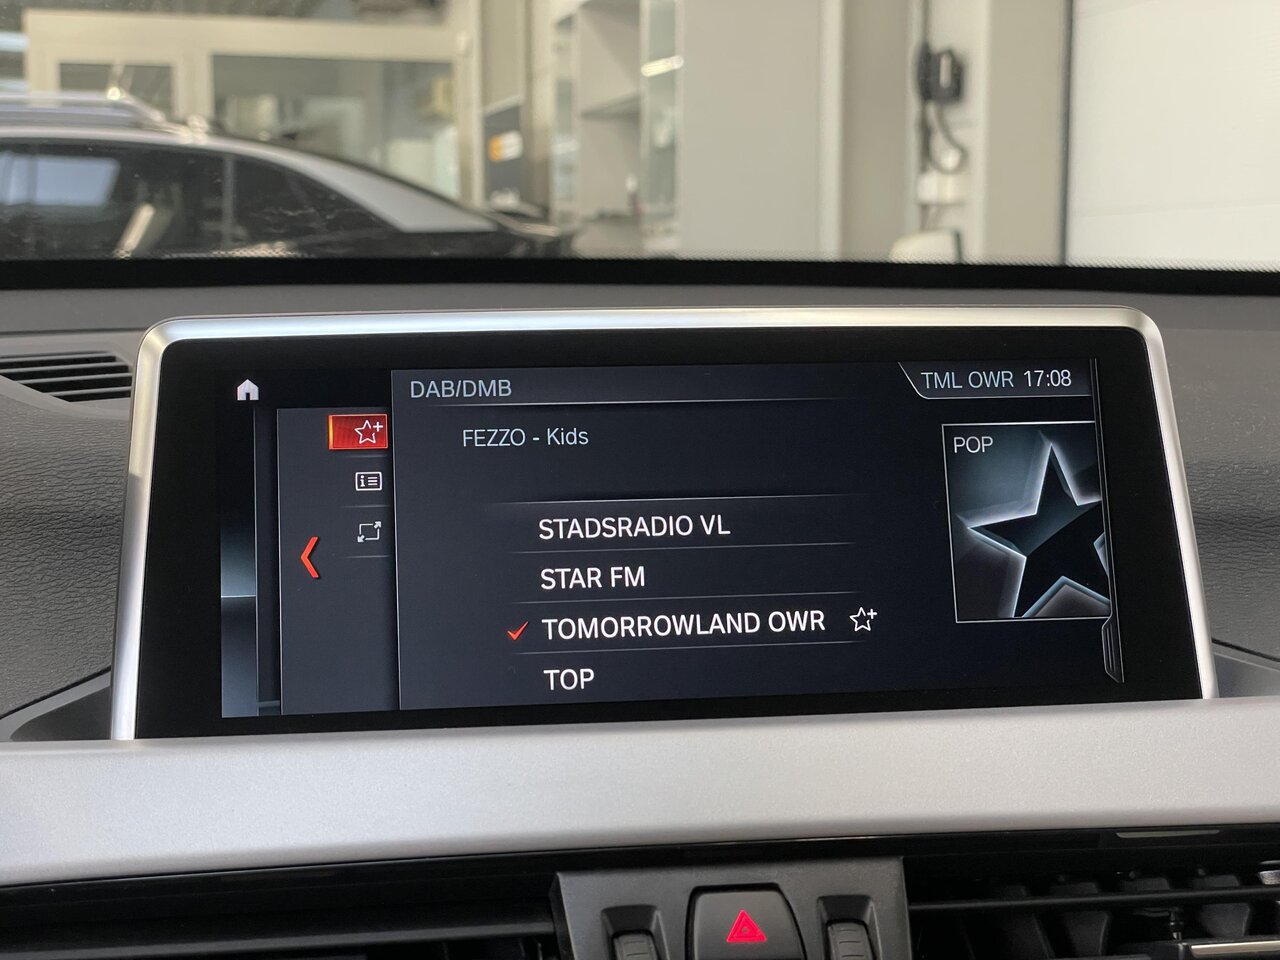 DAB/DMB
TML OWR 17:08
FEZZO - Kids
POP
STADSRADIO VL
STAR FM
TOMORROWLAND OWR
TOP